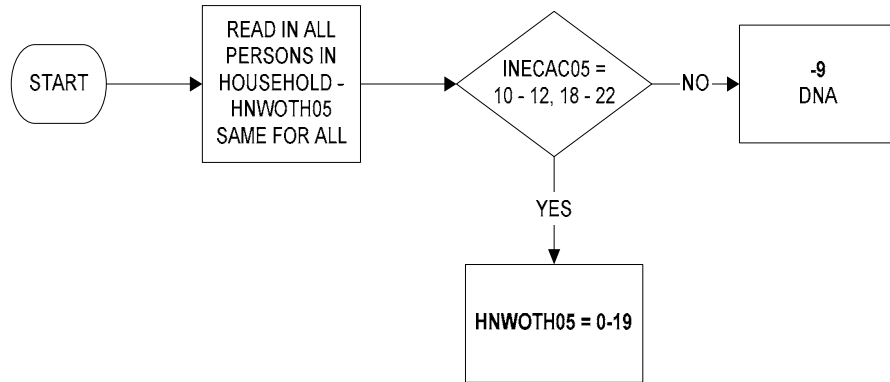 START
READ IN ALL
PERSONS IN
HOUSEHOLD -
HNWOTH05
SAME FOR ALL
INECAC05 =
10 - 12, 18 - 22
NO
-9
DNA
YES
HNWOTH05 = 0-19